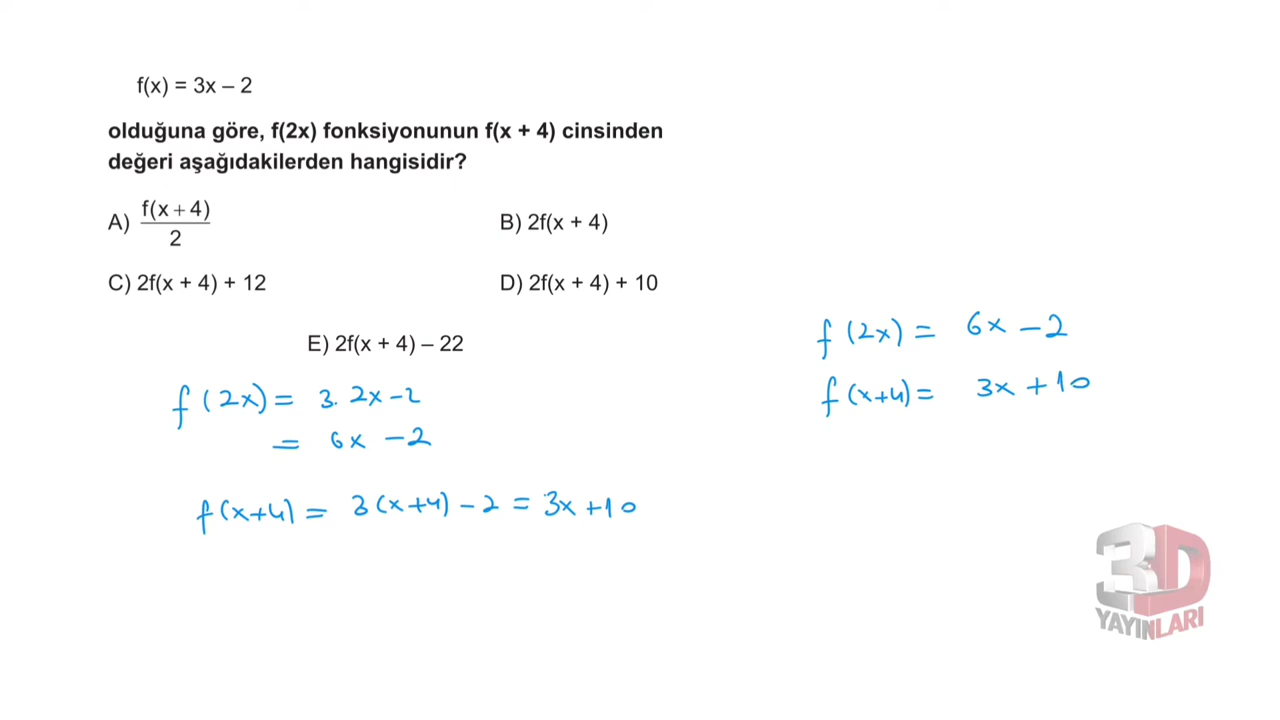 f(x) = 3x – 2
olduğuna göre, f(2x) fonksiyonunun f(x + 4) cinsinden
değeri aşağıdakilerden hangisidir?
A) f(x + 4) / 2
B) 2f(x + 4)
C) 2f(x + 4) + 12
D) 2f(x + 4) + 10
E) 2f(x + 4) – 22
f(2x) = 3. 2x – 2
= 6x – 2
f(x+4) = 3(x+4) – 2 = 3x + 10
f(2x) = 6x – 2
f(x+4) = 3x + 10
3D
YAYINLARI